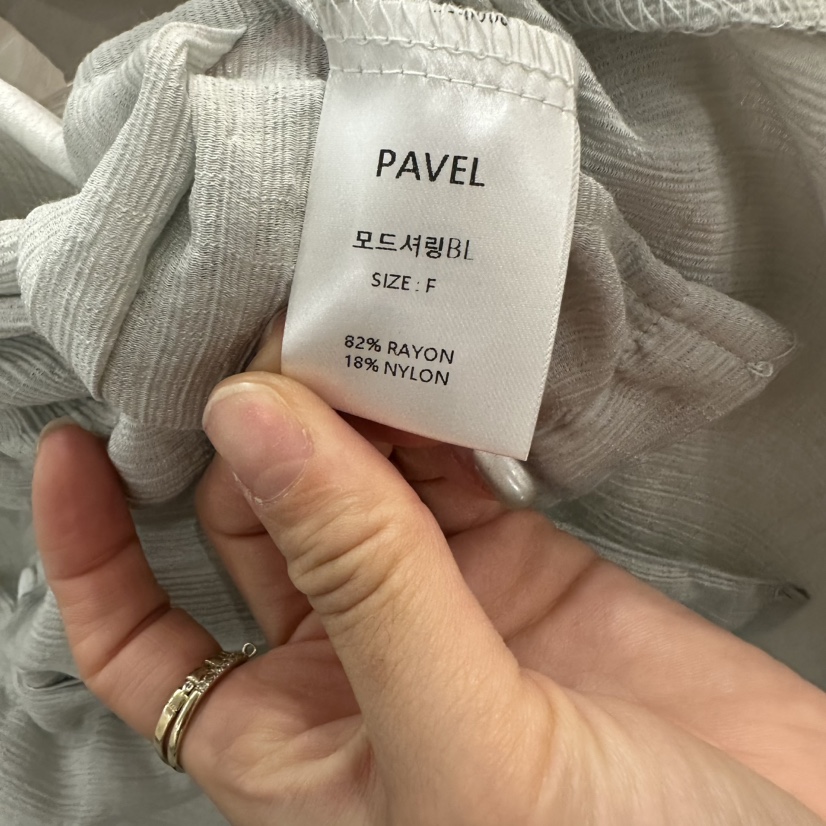 PAVEL
모드셔링BL
SIZE : F
82% RAYON
18% NYLON